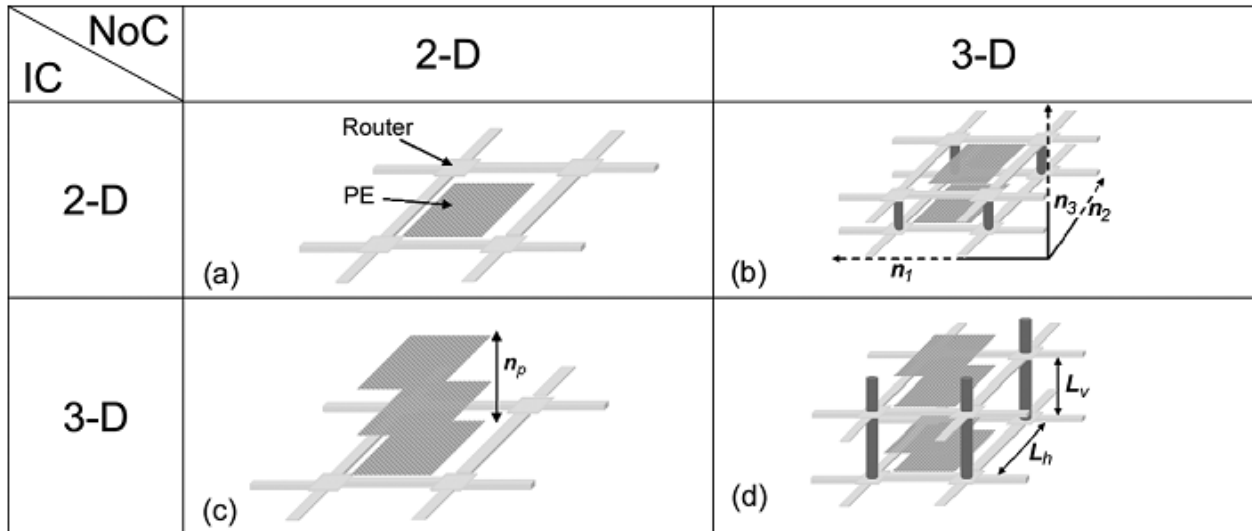 NoC
IC
2-D
3-D
2-D
Router
PE
(a)
n3
n2
n1
(b)
3-D
np
(c)
Lv
Lh
(d)